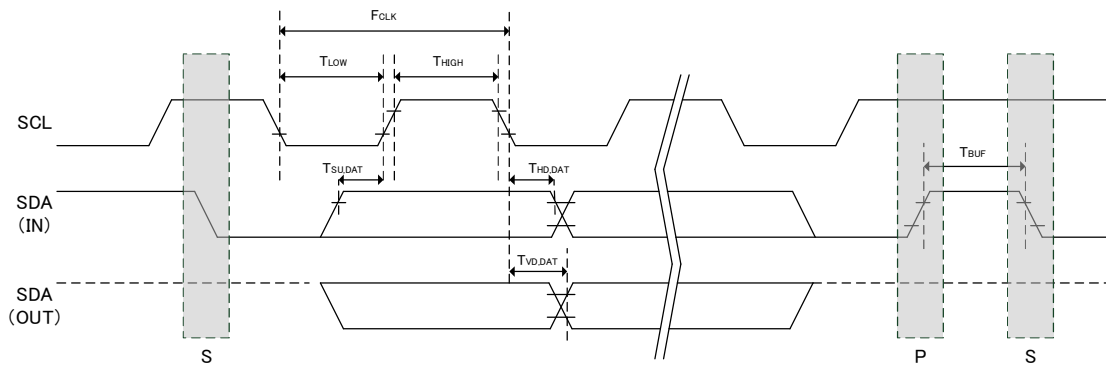 FCLK
TLOW
THIGH
SCL
TBUF
TSU,DAT
THD,DAT
SDA
（IN）
TVD,DAT
SDA
（OUT）
S
P
S